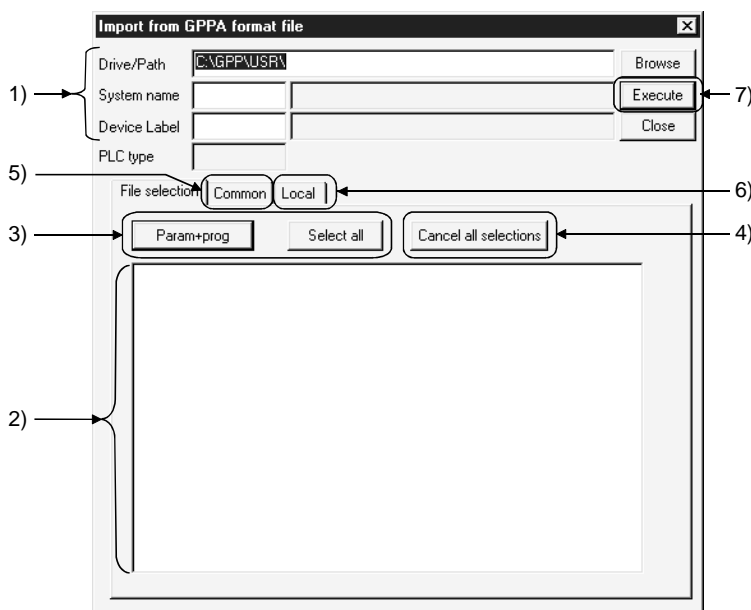 Import from GPPA format file
Drive/Path C:\GPP\USR\ Browse
1) System name Execute 7)
Device Label Close
PLC type
5) 6)
File selection Common Local
3) Param+prog Select all Cancel all selections 4)
2)